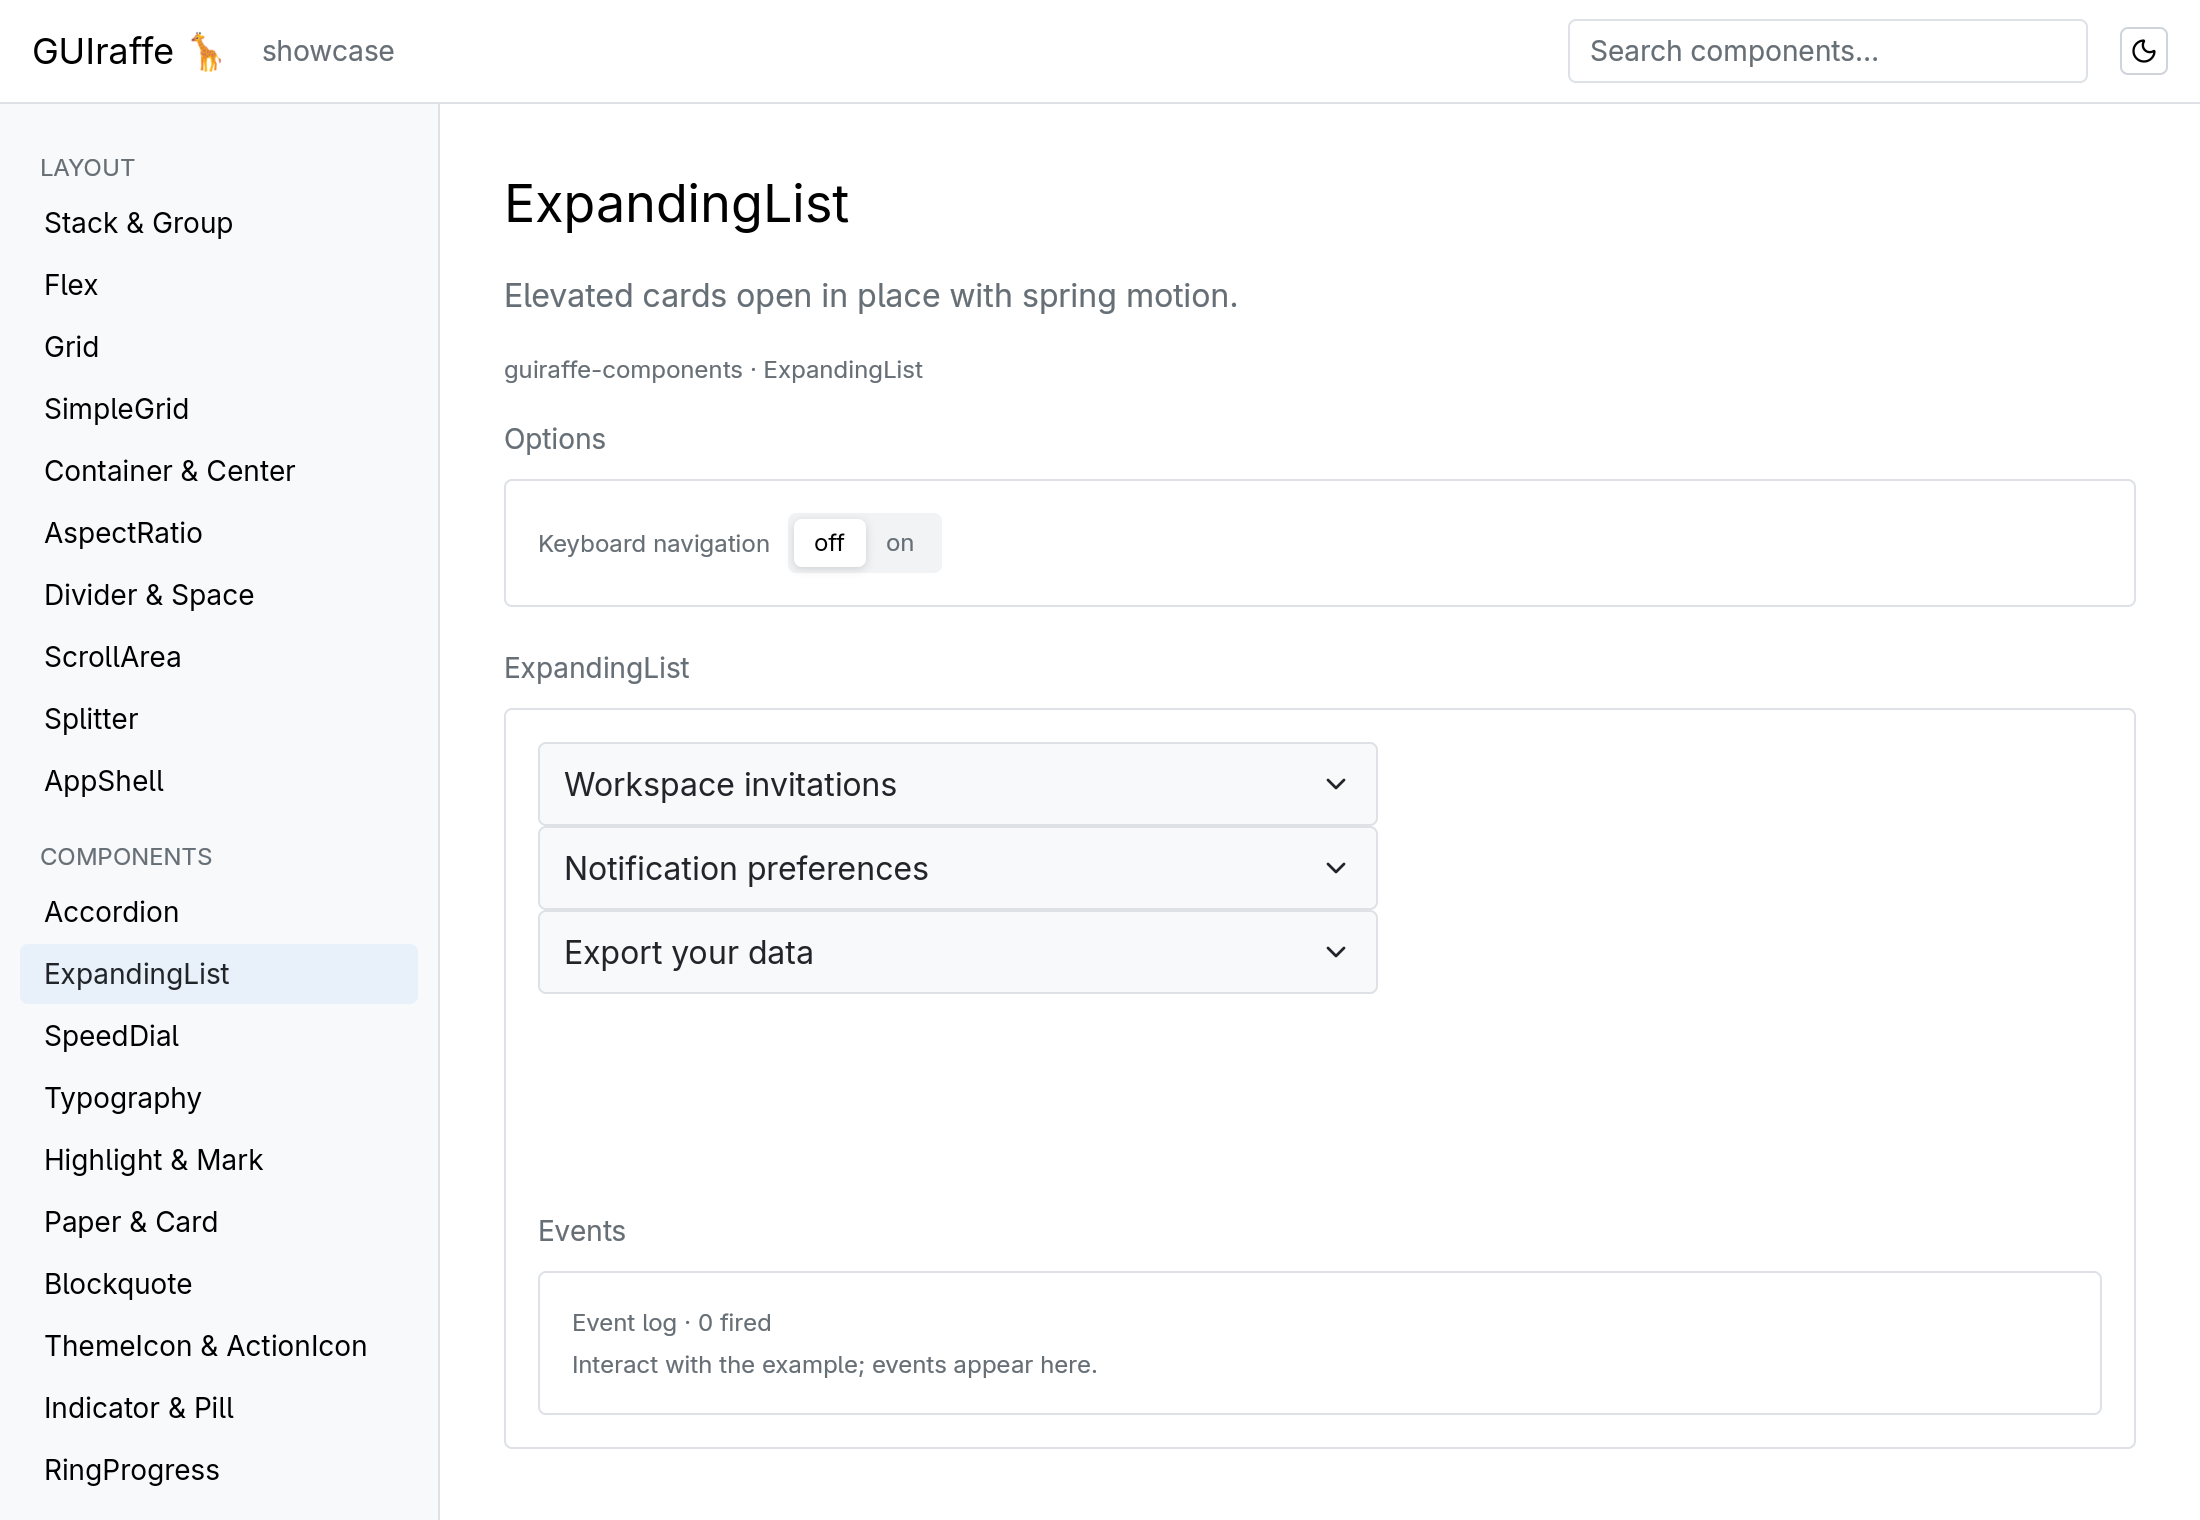 GUIraffe 🦒 showcase
Search components...
LAYOUT
Stack & Group
Flex
Grid
SimpleGrid
Container & Center
AspectRatio
Divider & Space
ScrollArea
Splitter
AppShell
COMPONENTS
Accordion
ExpandingList
SpeedDial
Typography
Highlight & Mark
Paper & Card
Blockquote
ThemeIcon & ActionIcon
Indicator & Pill
RingProgress
ExpandingList
Elevated cards open in place with spring motion.
guiraffe-components · ExpandingList
Options
Keyboard navigation off on
ExpandingList
Workspace invitations
Notification preferences
Export your data
Events
Event log · 0 fired
Interact with the example; events appear here.